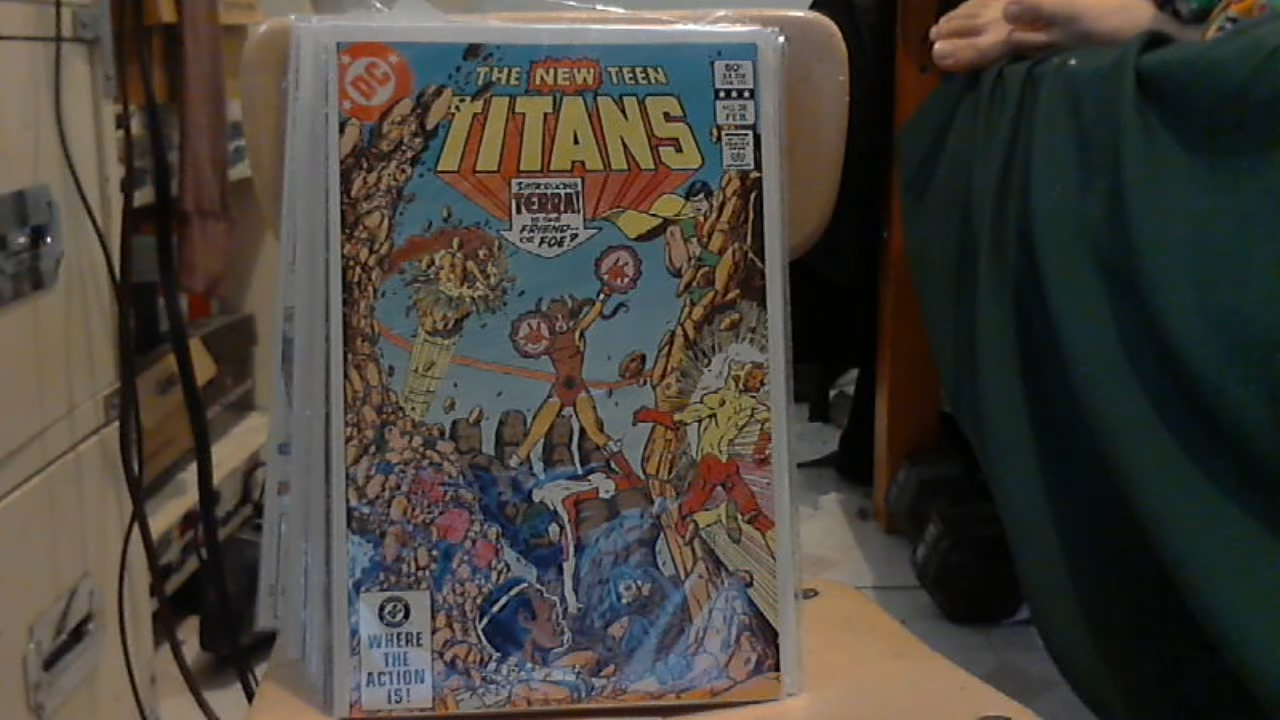 DC
THE NEW TEEN
TITANS
60¢
NO. 28
FEB.
INTRODUCING
TERRA!
IS SHE
FRIEND—
OR FOE?
DC
WHERE
THE
ACTION
IS!